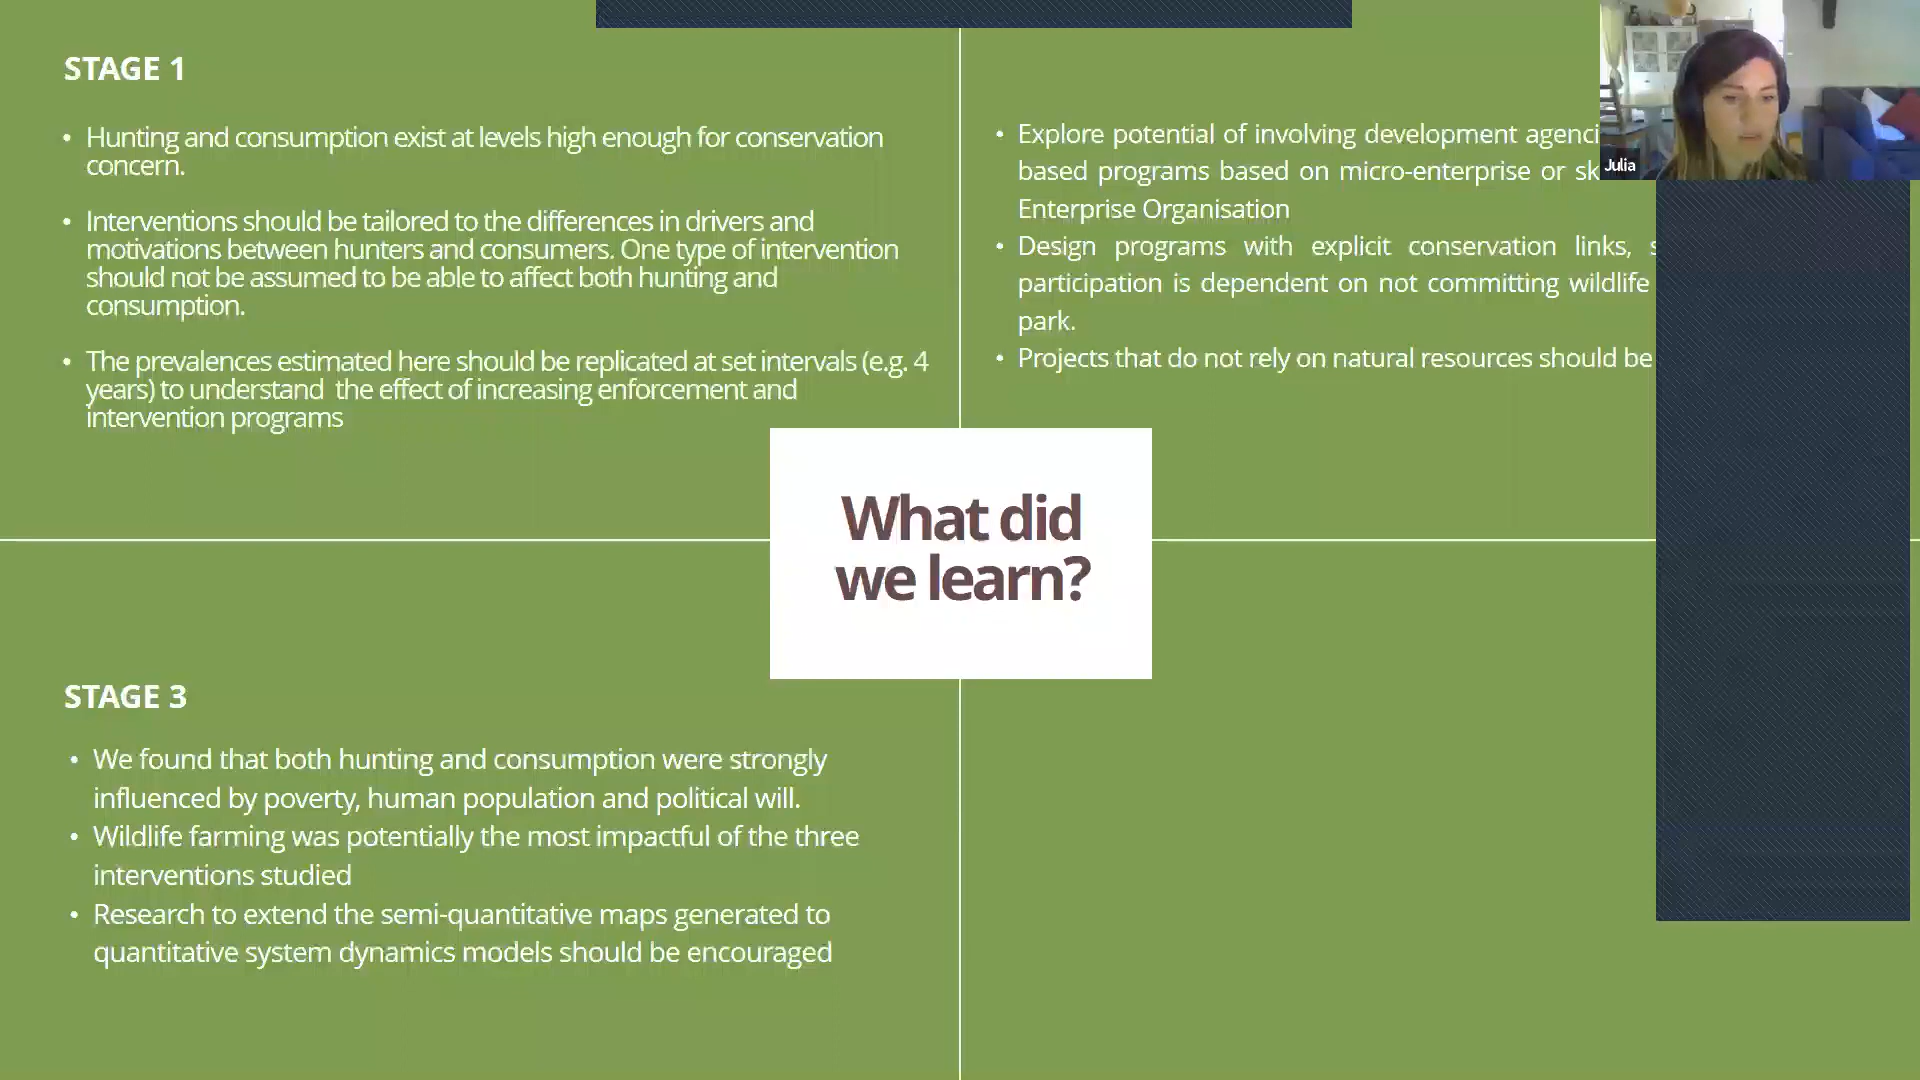 STAGE 1
• Hunting and consumption exist at levels high enough for conservation
concern.
• Interventions should be tailored to the differences in drivers and
motivations between hunters and consumers. One type of intervention
should not be assumed to be able to affect both hunting and
consumption.
• The prevalences estimated here should be replicated at set intervals (e.g. 4
years) to understand the effect of increasing enforcement and
intervention programs
• Explore potential of involving development
based programs based on micro-enterprise or
Enterprise Organisation
• Design programs with explicit conservation links,
participation is dependent on not committing wildlife
park.
• Projects that do not rely on natural resources should be
Julia
What did
we learn?
STAGE 3
• We found that both hunting and consumption were strongly
influenced by poverty, human population and political will.
• Wildlife farming was potentially the most impactful of the three
interventions studied
• Research to extend the semi-quantitative maps generated to
quantitative system dynamics models should be encouraged